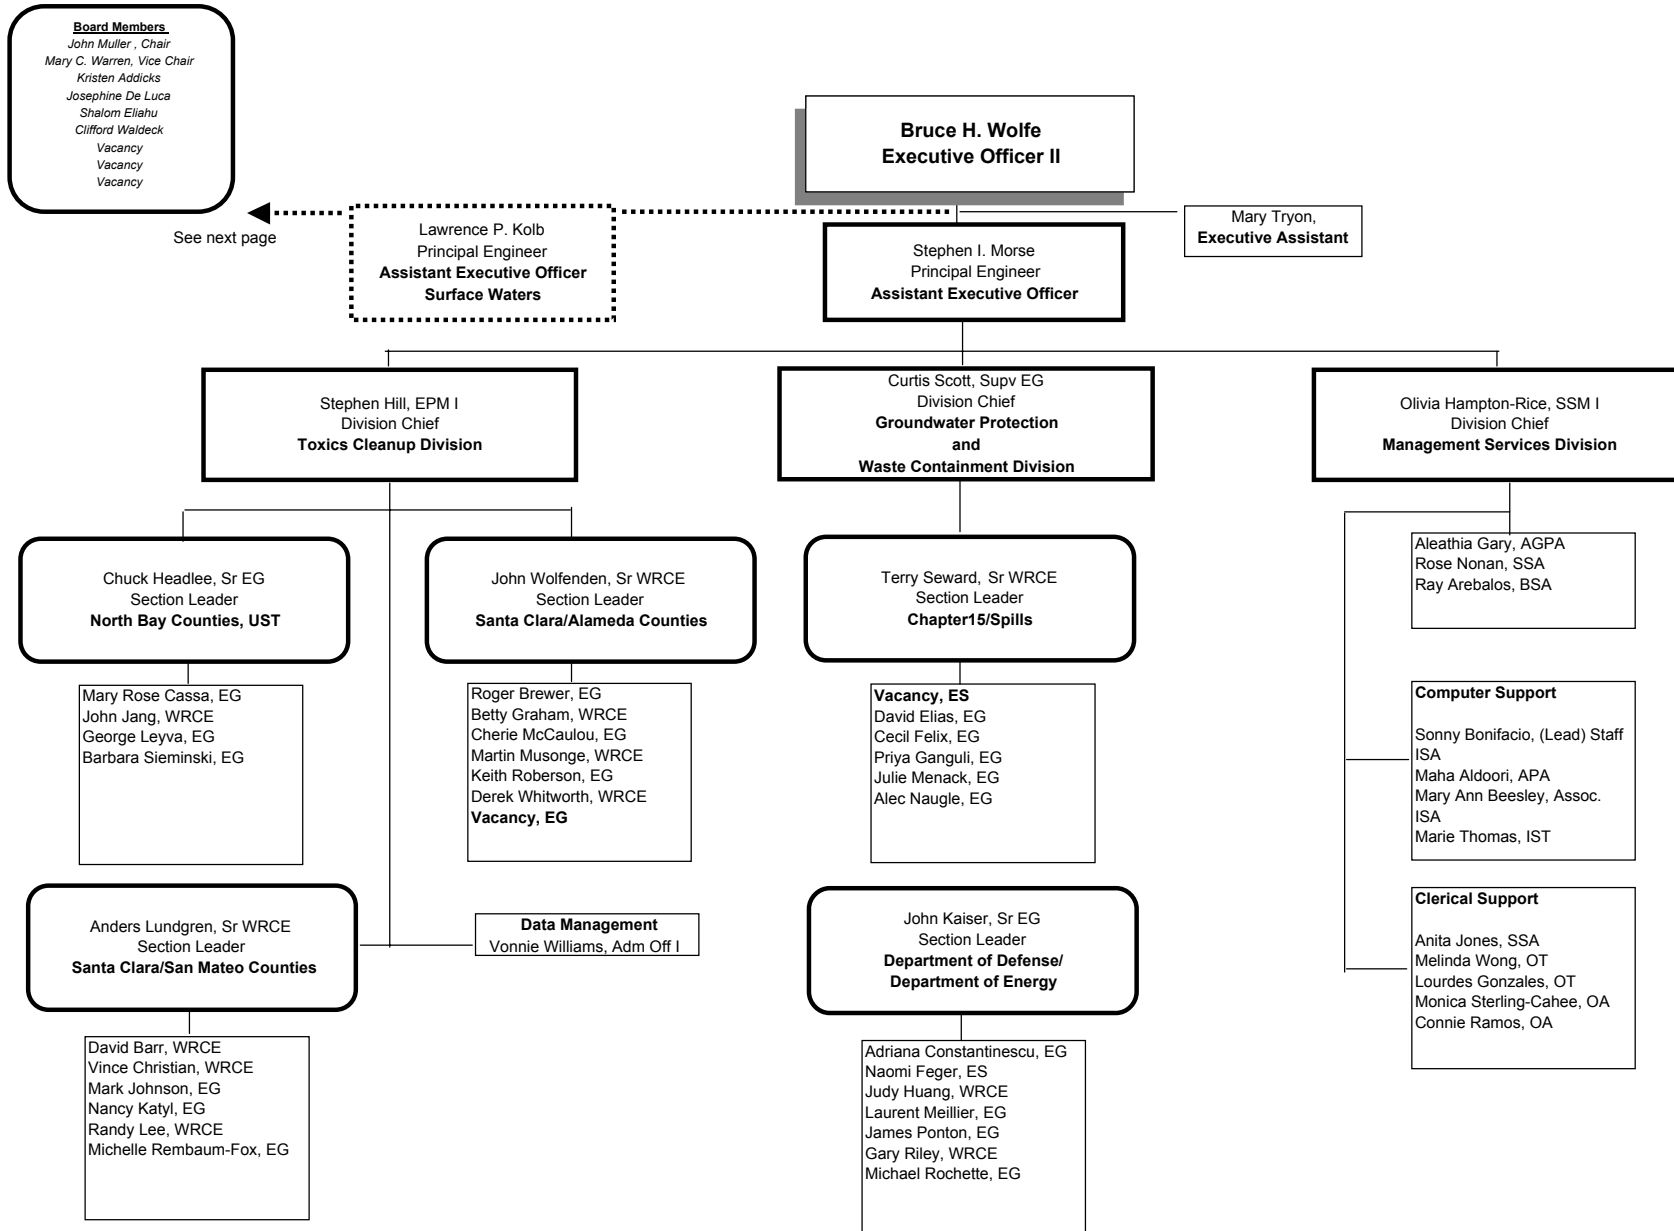 Board Members
John Muller , Chair
Mary C. Warren, Vice Chair
Kristen Addicks
Josephine De Luca
Shalom Eliahu
Clifford Waldeck
Vacancy
Vacancy
Vacancy
Bruce H. Wolfe
Executive Officer II
See next page
Lawrence P. Kolb
Principal Engineer
Assistant Executive Officer
Surface Waters
Stephen I. Morse
Principal Engineer
Assistant Executive Officer
Mary Tryon,
Executive Assistant
Stephen Hill, EPM I
Division Chief
Toxics Cleanup Division
Curtis Scott, Supv EG
Division Chief
Groundwater Protection
and
Waste Containment Division
Olivia Hampton-Rice, SSM I
Division Chief
Management Services Division
Chuck Headlee, Sr EG
Section Leader
North Bay Counties, UST
John Wolfenden, Sr WRCE
Section Leader
Santa Clara/Alameda Counties
Terry Seward, Sr WRCE
Section Leader
Chapter15/Spills
Aleathia Gary, AGPA
Rose Nonan, SSA
Ray Arebalos, BSA
Mary Rose Cassa, EG
John Jang, WRCE
George Leyva, EG
Barbara Sieminski, EG
Roger Brewer, EG
Betty Graham, WRCE
Cherie McCaulou, EG
Martin Musonge, WRCE
Keith Roberson, EG
Derek Whitworth, WRCE
Vacancy, EG
Vacancy, ES
David Elias, EG
Cecil Felix, EG
Priya Ganguli, EG
Julie Menack, EG
Alec Naugle, EG
Computer Support
Sonny Bonifacio, (Lead) Staff
ISA
Maha Aldoori, APA
Mary Ann Beesley, Assoc.
ISA
Marie Thomas, IST
Anders Lundgren, Sr WRCE
Section Leader
Santa Clara/San Mateo Counties
Data Management
Vonnie Williams, Adm Off I
John Kaiser, Sr EG
Section Leader
Department of Defense/
Department of Energy
Clerical Support
Anita Jones, SSA
Melinda Wong, OT
Lourdes Gonzales, OT
Monica Sterling-Cahee, OA
Connie Ramos, OA
David Barr, WRCE
Vince Christian, WRCE
Mark Johnson, EG
Nancy Katyl, EG
Randy Lee, WRCE
Michelle Rembaum-Fox, EG
Adriana Constantinescu, EG
Naomi Feger, ES
Judy Huang, WRCE
Laurent Meillier, EG
James Ponton, EG
Gary Riley, WRCE
Michael Rochette, EG